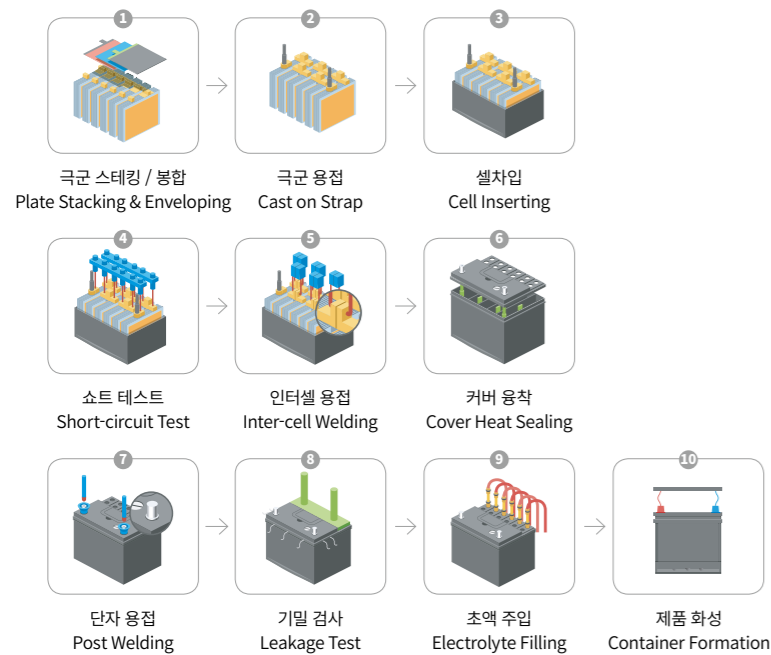 1
극군 스테킹 / 봉합
Plate Stacking & Enveloping
2
극군 용접
Cast on Strap
3
셀차입
Cell Inserting
4
쇼트 테스트
Short-circuit Test
5
인터셀 용접
Inter-cell Welding
6
커버 융착
Cover Heat Sealing
7
단자 용접
Post Welding
8
기밀 검사
Leakage Test
9
초액 주입
Electrolyte Filling
10
제품 화성
Container Formation